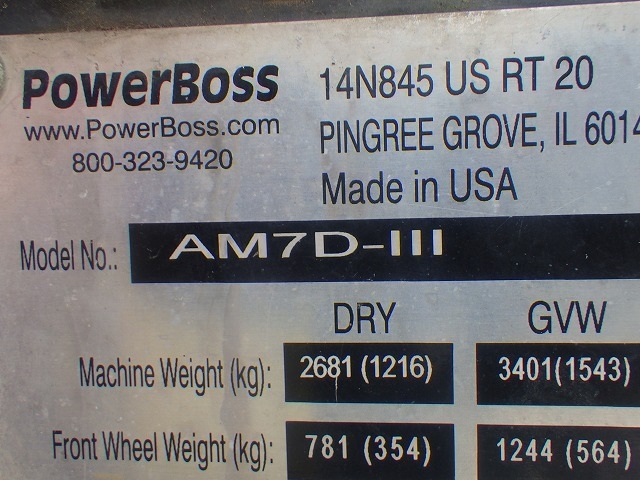 PowerBoss
www.PowerBoss.com
800-323-9420
14N845 US RT 20
PINGREE GROVE, IL 6014
Made in USA
Model No.: AM7D-III
DRY GVW
Machine Weight (kg): 2681 (1216) 3401(1543)
Front Wheel Weight (kg): 781 (354) 1244 (564)